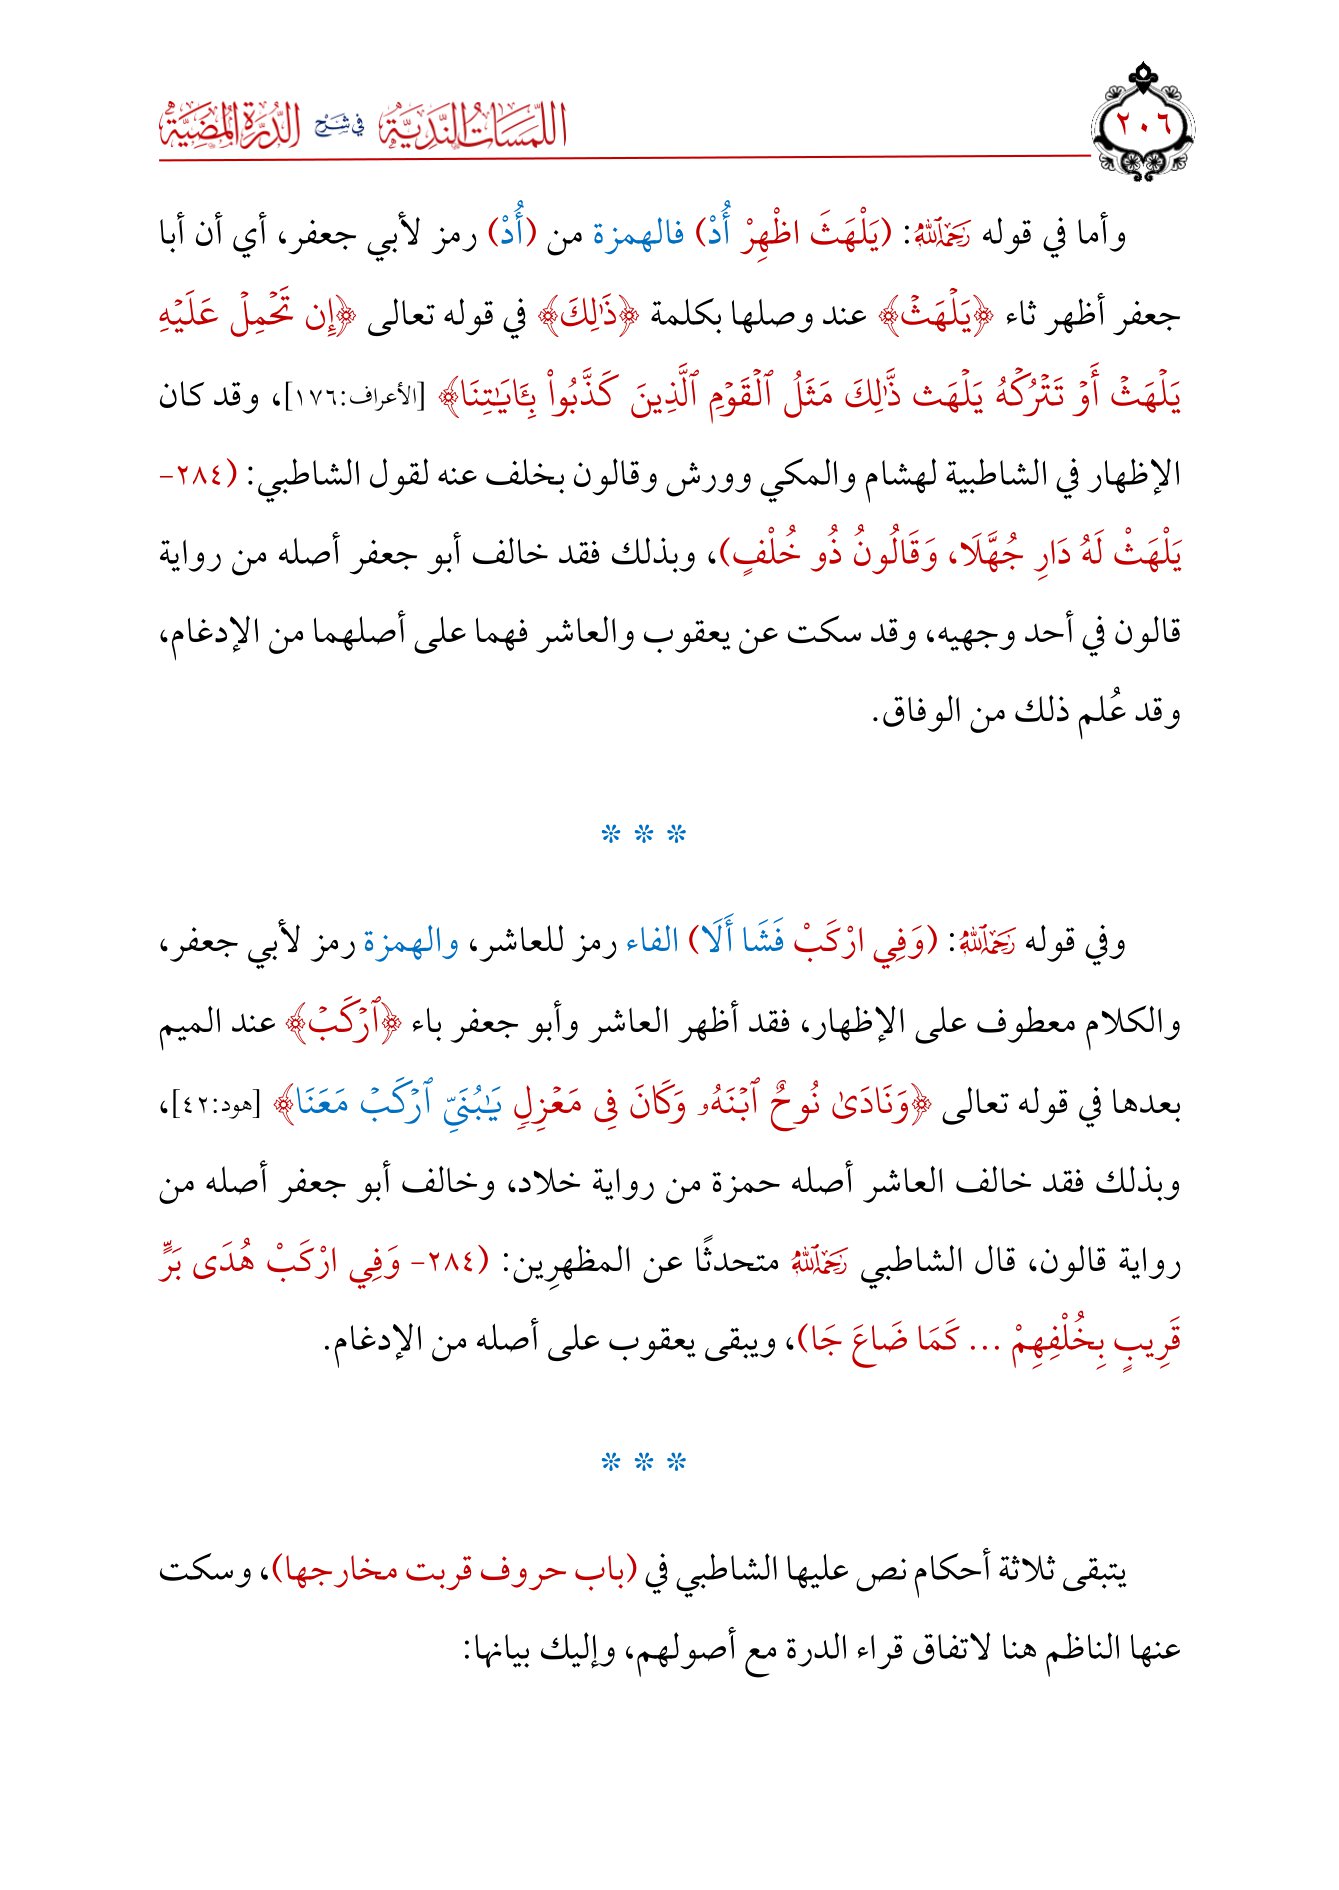 ٢٠٦
اللَّمَسَاتُ النَّدِيَّةُ فِي شَرْحِ الدُّرَّةِ الْمُضِيَّةِ
وأما في قوله رَحِمَهُ ٱللَّهُ: (يَلْهَثَ اظْهِرْ أُدْ) فالهمزة من (أُدْ) رمز لأبي جعفر، أي أن أبا
جعفر أظهر ثاء ﴿يَلۡهَثۡ﴾ عند وصلها بكلمة ﴿ذَٰلِكَ﴾ في قوله تعالى ﴿إِن تَحۡمِلۡ عَلَيۡهِ
يَلۡهَثۡ أَوۡ تَتۡرُكۡهُ يَلۡهَث ذَّٰلِكَ مَثَلُ ٱلۡقَوۡمِ ٱلَّذِينَ كَذَّبُواْ بِـَٔايَٰتِنَا﴾ [الأعراف:١٧٦]، وقد كان
الإظهار في الشاطبية لهشام والمكي وورش وقالون بخلف عنه لقول الشاطبي: (٢٨٤-
يَلْهَثْ لَهُ دَارِ جُهَّلَا، وَقَالُونُ ذُو خُلْفٍ)، وبذلك فقد خالف أبو جعفر أصله من رواية
قالون في أحد وجهيه، وقد سكت عن يعقوب والعاشر فهما على أصلهما من الإدغام،
وقد عُلم ذلك من الوفاق.
* * *
وفي قوله رَحِمَهُ ٱللَّهُ: (وَفِي ارْكَبْ فَشَا أَلَا) الفاء رمز للعاشر، والهمزة رمز لأبي جعفر،
والكلام معطوف على الإظهار، فقد أظهر العاشر وأبو جعفر باء ﴿ٱرۡكَبۡ﴾ عند الميم
بعدها في قوله تعالى ﴿وَنَادَىٰ نُوحٌ ٱبۡنَهُۥ وَكَانَ فِى مَعۡزِلٖ يَٰبُنَيِّ ٱرۡكَبۡ مَعَنَا﴾ [هود:٤٢]،
وبذلك فقد خالف العاشر أصله حمزة من رواية خلاد، وخالف أبو جعفر أصله من
رواية قالون، قال الشاطبي رَحِمَهُ ٱللَّهُ متحدثًا عن المظهرِين: (٢٨٤- وَفِي ارْكَبْ هُدَى بَرٍّ
قَرِيبٍ بِخُلْفِهِمْ ... كَمَا ضَاعَ جَا)، ويبقى يعقوب على أصله من الإدغام.
* * *
يتبقى ثلاثة أحكام نص عليها الشاطبي في (باب حروف قربت مخارجها)، وسكت
عنها الناظم هنا لاتفاق قراء الدرة مع أصولهم، وإليك بيانها: